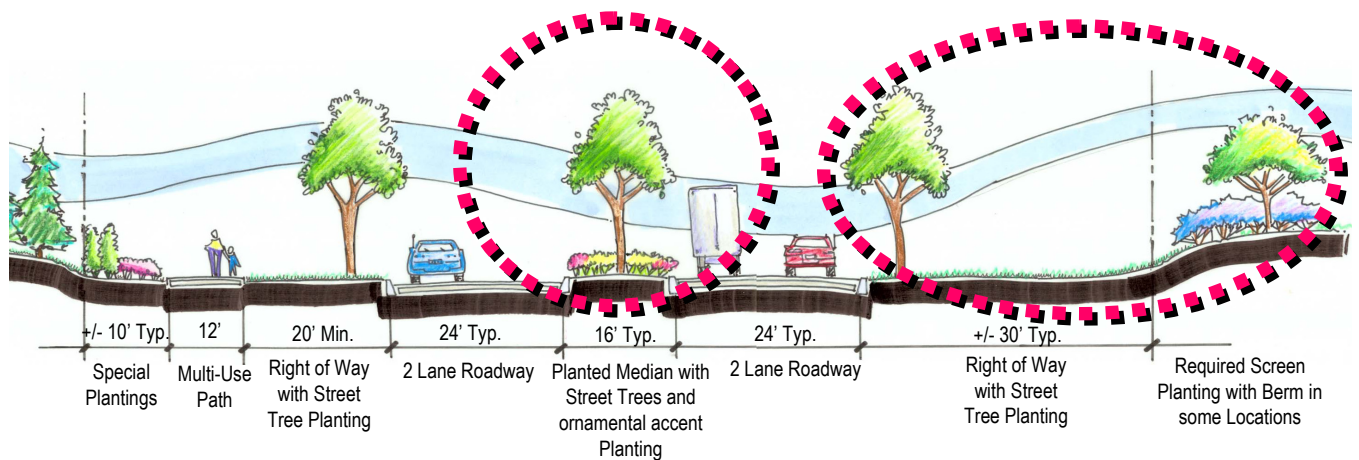 +/- 10’ Typ.
12’
20’ Min.
24’ Typ.
16’ Typ.
24’ Typ.
+/- 30’ Typ.
Special
Plantings
Multi-Use
Path
Right of Way
with Street
Tree Planting
2 Lane Roadway
Planted Median with
Street Trees and
ornamental accent
Planting
2 Lane Roadway
Right of Way
with Street
Tree Planting
Required Screen
Planting with Berm in
some Locations